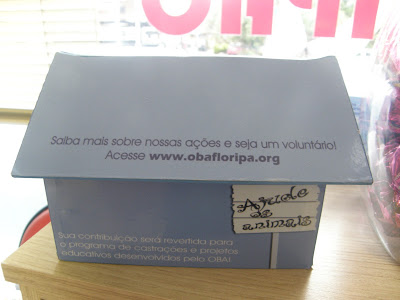 Saiba mais sobre nossas ações e seja um voluntário!
Acesse www.obafloripa.org
Ajude
os
animais
Sua contribuição será revertida para
o programa de castrações e projetos
educativos desenvolvidos pelo OBA!